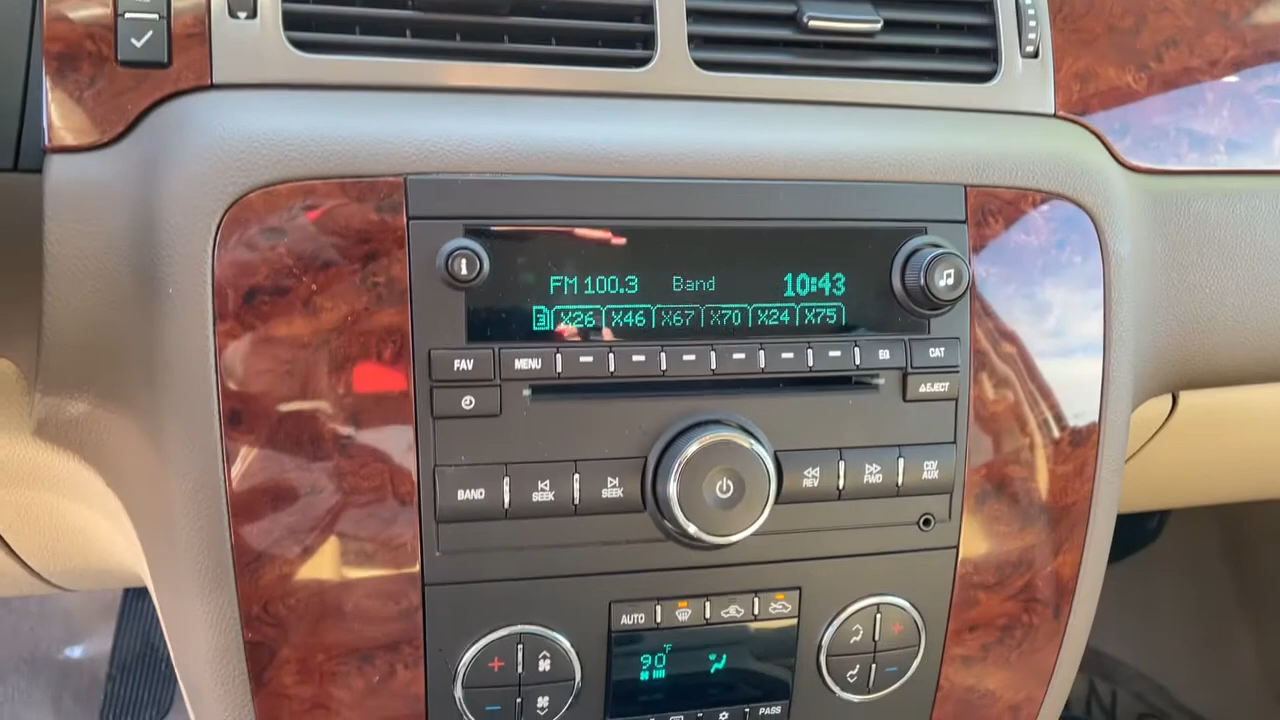 FM 100.3 Band 10:43
3 X26 X46 X67 X70 X24 X75
FAV MENU EQ CAT
EJECT
BAND SEEK SEEK REV FWD CD/AUX
AUTO
90°F
PASS